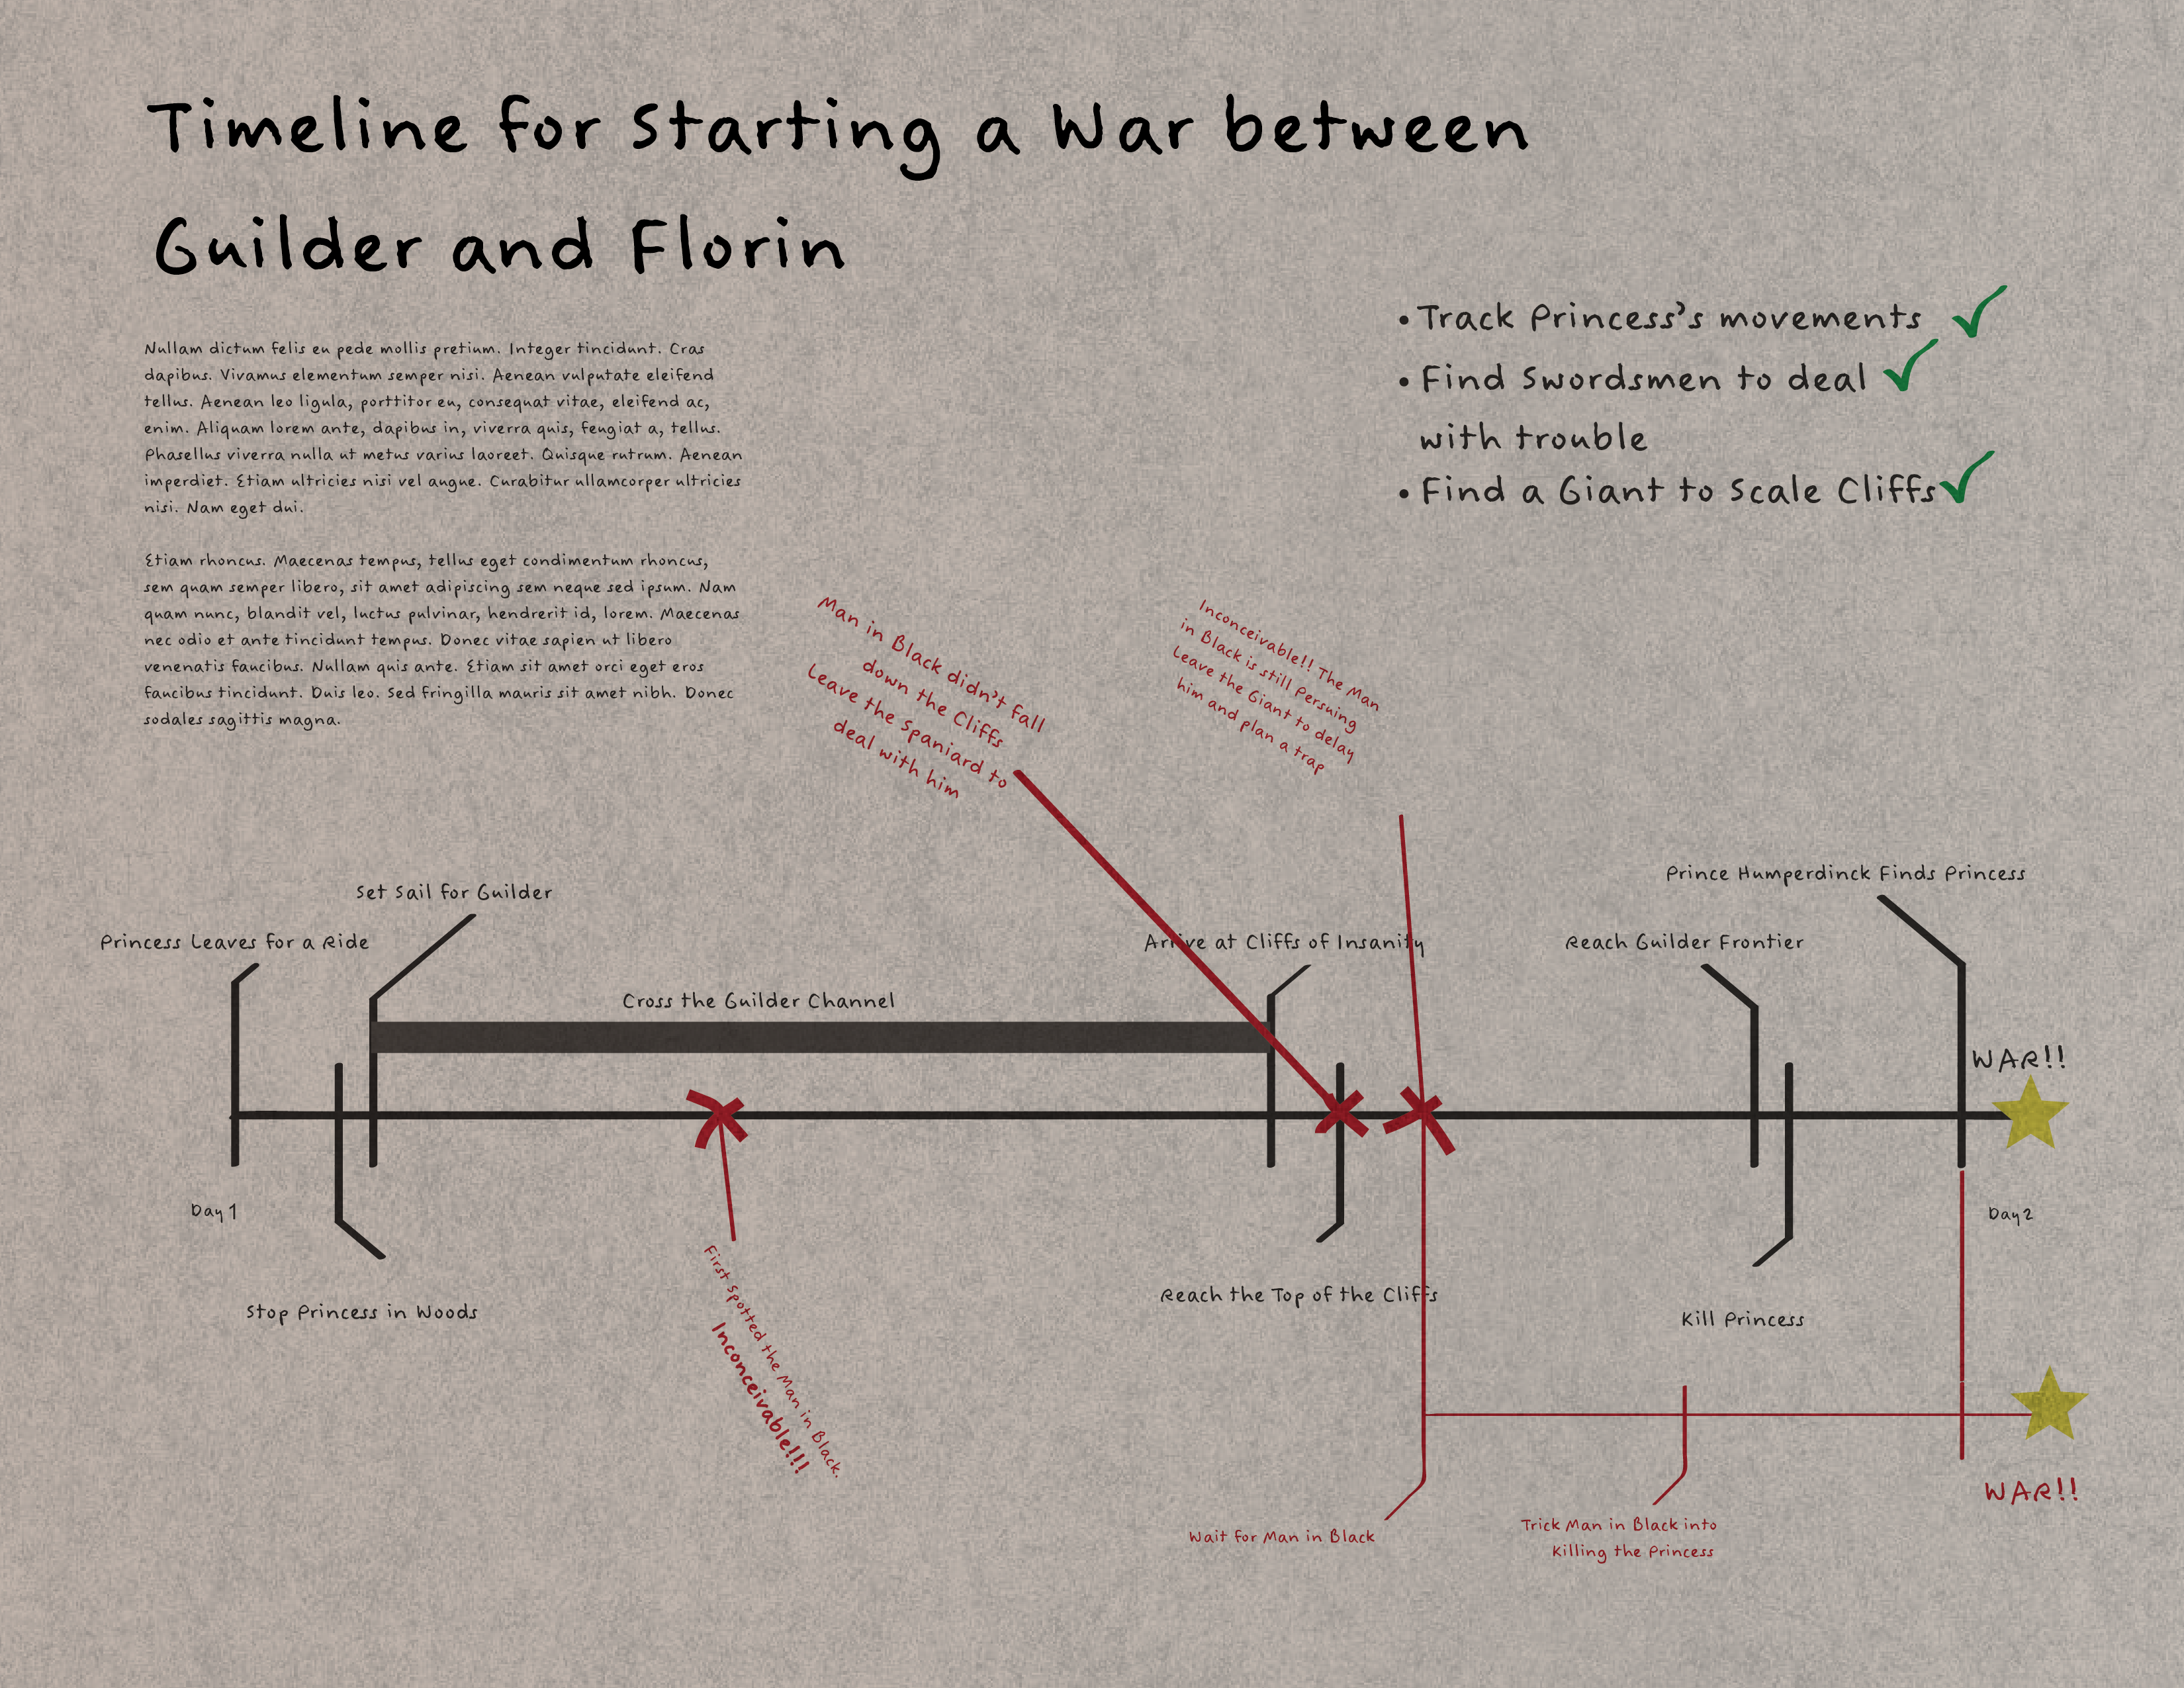 Timeline for Starting a War between
Guilder and Florin
Nullam dictum felis eu pede mollis pretium. Integer tincidunt. Cras
dapibus. Vivamus elementum semper nisi. Aenean vulputate eleifend
tellus. Aenean leo ligula, porttitor eu, consequat vitae, eleifend ac,
enim. Aliquam lorem ante, dapibus in, viverra quis, feugiat a, tellus.
Phasellus viverra nulla ut metus varius laoreet. Quisque rutrum. Aenean
imperdiet. Etiam ultricies nisi vel augue. Curabitur ullamcorper ultricies
nisi. Nam eget dui.
Etiam rhoncus. Maecenas tempus, tellus eget condimentum rhoncus,
sem quam semper libero, sit amet adipiscing sem neque sed ipsum. Nam
quam nunc, blandit vel, luctus pulvinar, hendrerit id, lorem. Maecenas
nec odio et ante tincidunt tempus. Donec vitae sapien ut libero
venenatis faucibus. Nullam quis ante. Etiam sit amet orci eget eros
faucibus tincidunt. Duis leo. Sed fringilla mauris sit amet nibh. Donec
sodales sagittis magna.
• Track Princess's movements ✓
• Find Swordsmen to deal ✓
with trouble
• Find a Giant to Scale Cliffs ✓
Man in Black didn't fall
down the Cliffs
Leave the Spaniard to
deal with him
Inconceivable!! The Man
in Black is still Persuing
Leave the Giant to delay
him and plan a trap
Prince Humperdinck Finds Princess
Set Sail for Guilder
Princess Leaves for a Ride
Arrive at Cliffs of Insanity
Reach Guilder Frontier
Cross the Guilder Channel
WAR!!
Day 1
Day 2
Stop Princess in Woods
First Spotted the Man in Black.
Inconceivable!!!
Reach the Top of the Cliffs
Kill Princess
WAR!!
Wait for Man in Black
Trick Man in Black into
Killing the Princess